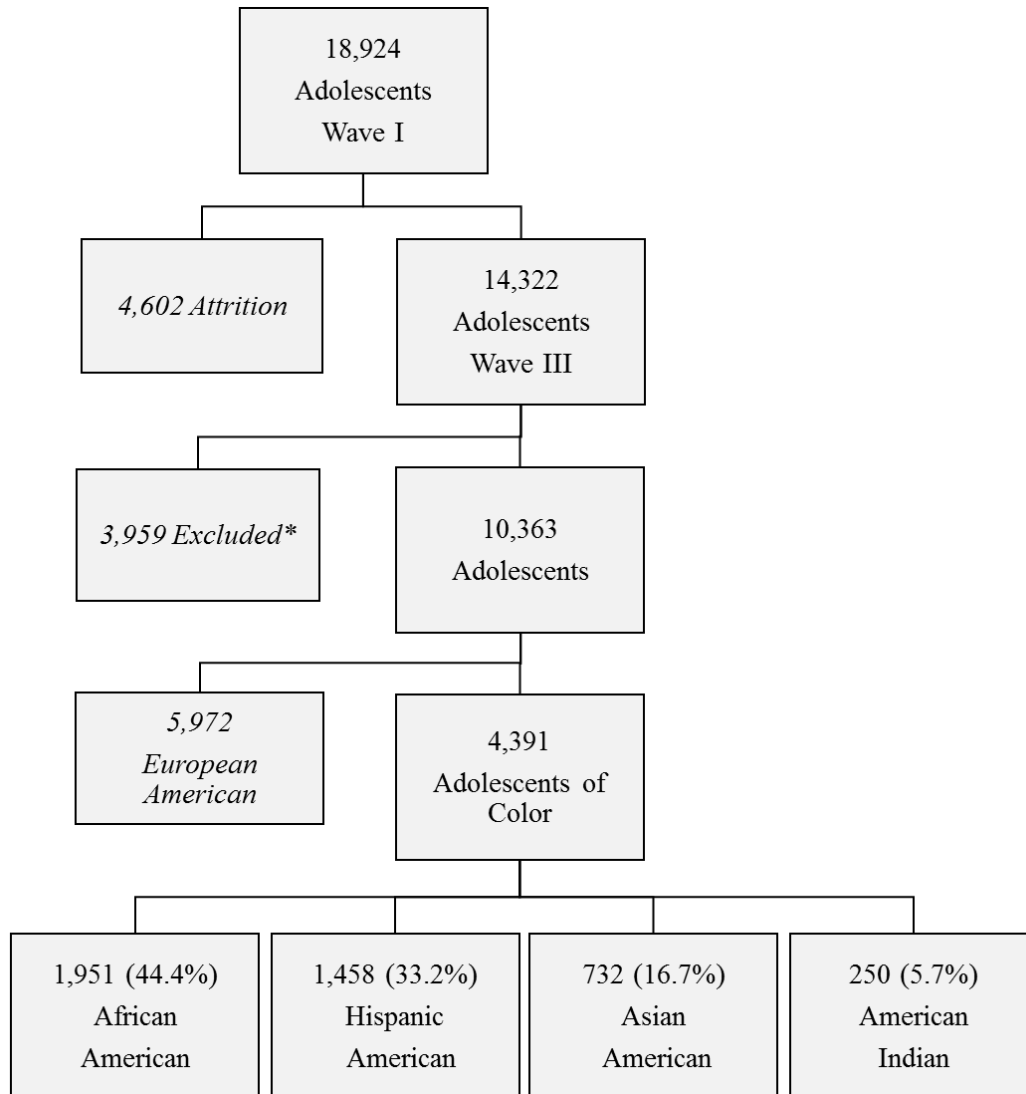 18,924
Adolescents
Wave I
4,602 Attrition
14,322
Adolescents
Wave III
3,959 Excluded*
10,363
Adolescents
5,972
European
American
4,391
Adolescents of
Color
1,951 (44.4%)
African
American
1,458 (33.2%)
Hispanic
American
732 (16.7%)
Asian
American
250 (5.7%)
American
Indian